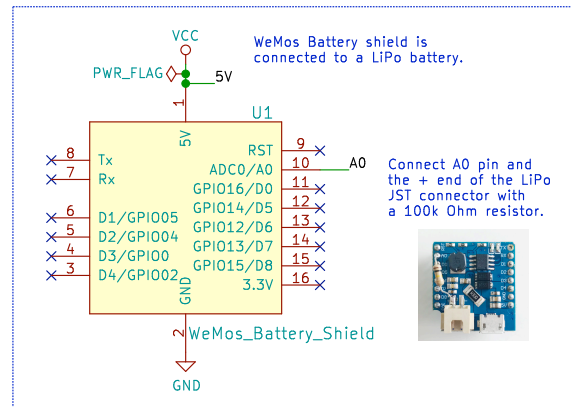 VCC
WeMos Battery shield is
connected to a LiPo battery.
PWR_FLAG
5V
1
U1
5V
8 Tx
7 Rx
6 D1/GPIO05
5 D2/GPIO04
4 D3/GPIO0
3 D4/GPIO02
RST 9
ADC0/A0 10 A0
GPIO16/D0 11
GPIO14/D5 12
GPIO12/D6 13
GPIO13/D7 14
GPIO15/D8 15
3.3V 16
GND
2
WeMos_Battery_Shield
GND
Connect A0 pin and
the + end of the LiPo
JST connector with
a 100k Ohm resistor.